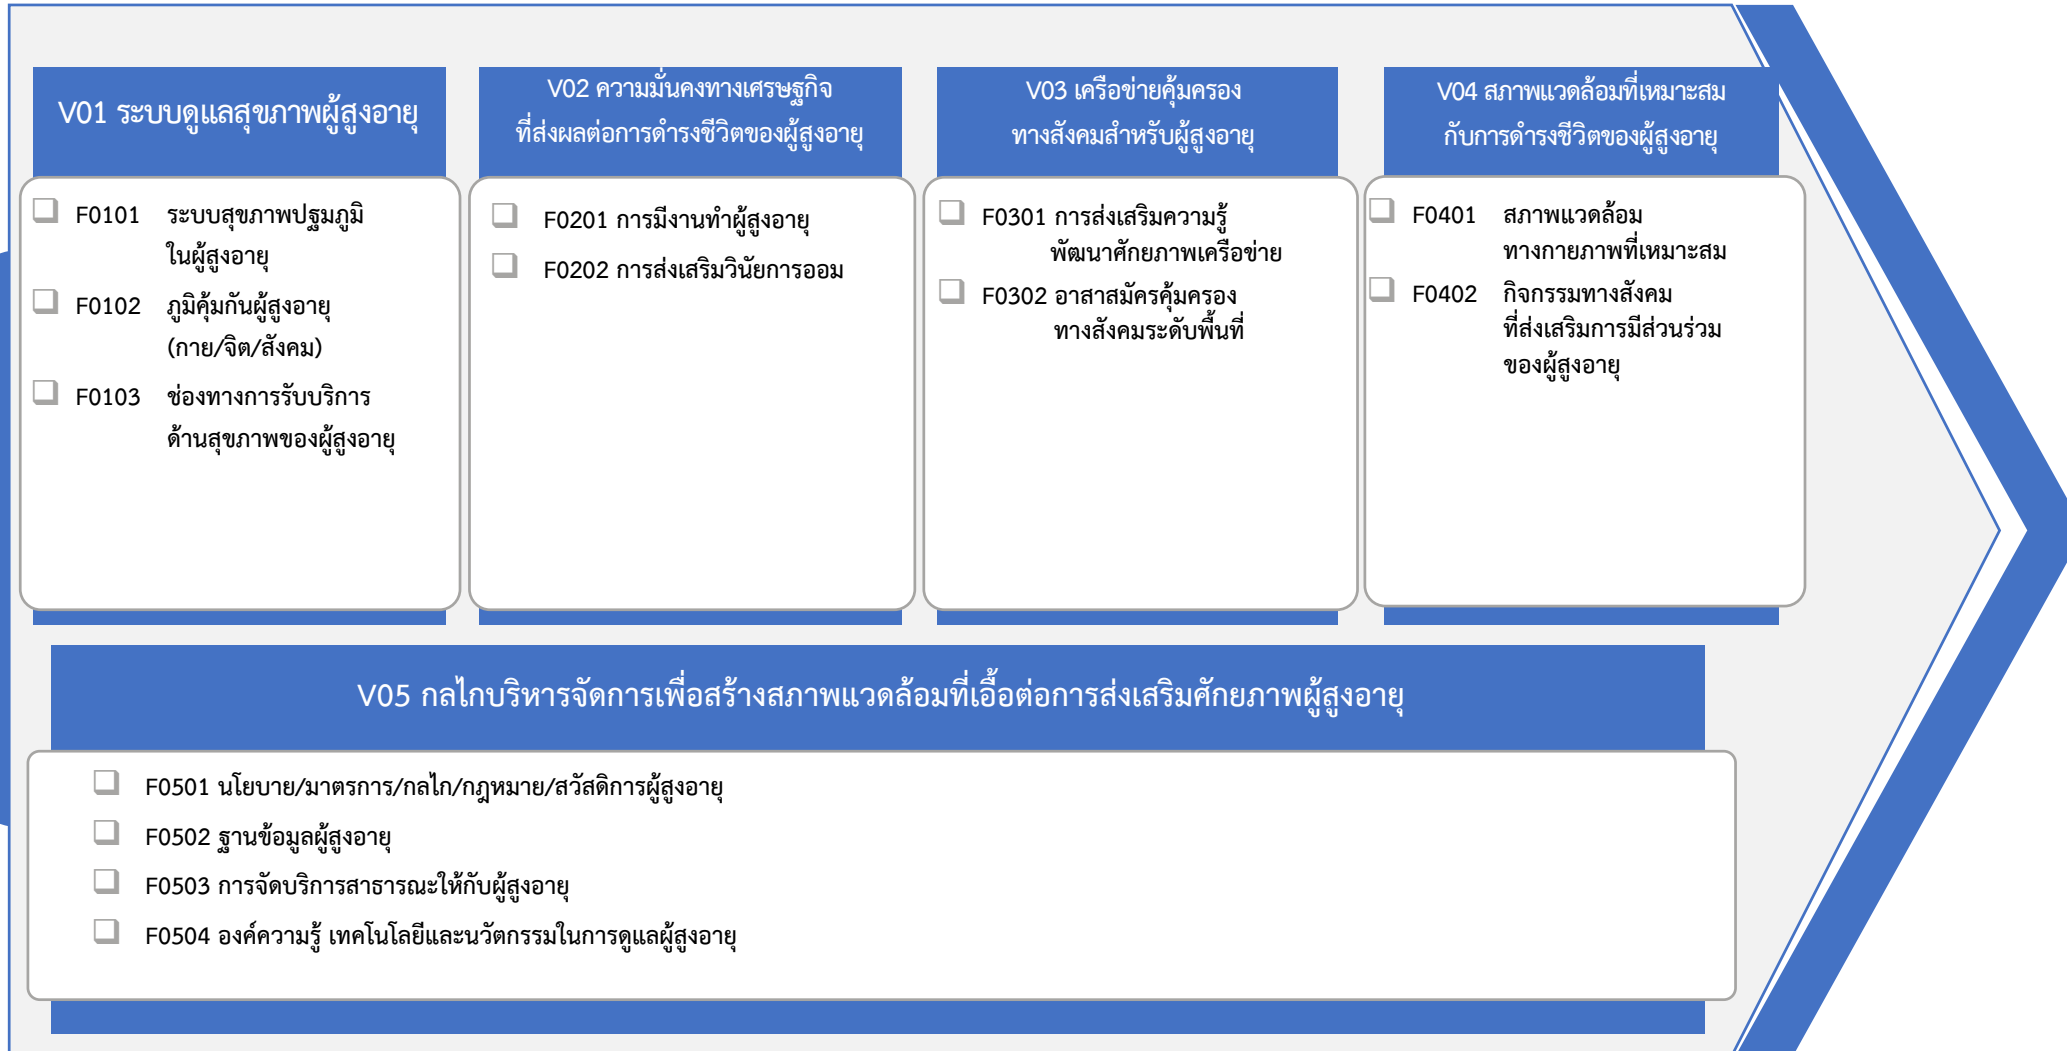 V01 ระบบดูแลสุขภาพผู้สูงอายุ
F0101 ระบบสุขภาพปฐมภูมิ
ในผู้สูงอายุ
F0102 ภูมิคุ้มกันผู้สูงอายุ
(กาย/จิต/สังคม)
F0103 ช่องทางการรับบริการ
ด้านสุขภาพของผู้สูงอายุ
V02 ความมั่นคงทางเศรษฐกิจ
ที่ส่งผลต่อการดำรงชีวิตของผู้สูงอายุ
F0201 การมีงานทำผู้สูงอายุ
F0202 การส่งเสริมวินัยการออม
V03 เครือข่ายคุ้มครอง
ทางสังคมสำหรับผู้สูงอายุ
F0301 การส่งเสริมความรู้
พัฒนาศักยภาพเครือข่าย
F0302 อาสาสมัครคุ้มครอง
ทางสังคมระดับพื้นที่
V04 สภาพแวดล้อมที่เหมาะสม
กับการดำรงชีวิตของผู้สูงอายุ
F0401 สภาพแวดล้อม
ทางกายภาพที่เหมาะสม
F0402 กิจกรรมทางสังคม
ที่ส่งเสริมการมีส่วนร่วม
ของผู้สูงอายุ
V05 กลไกบริหารจัดการเพื่อสร้างสภาพแวดล้อมที่เอื้อต่อการส่งเสริมศักยภาพผู้สูงอายุ
F0501 นโยบาย/มาตรการ/กลไก/กฎหมาย/สวัสดิการผู้สูงอายุ
F0502 ฐานข้อมูลผู้สูงอายุ
F0503 การจัดบริการสาธารณะให้กับผู้สูงอายุ
F0504 องค์ความรู้ เทคโนโลยีและนวัตกรรมในการดูแลผู้สูงอายุ